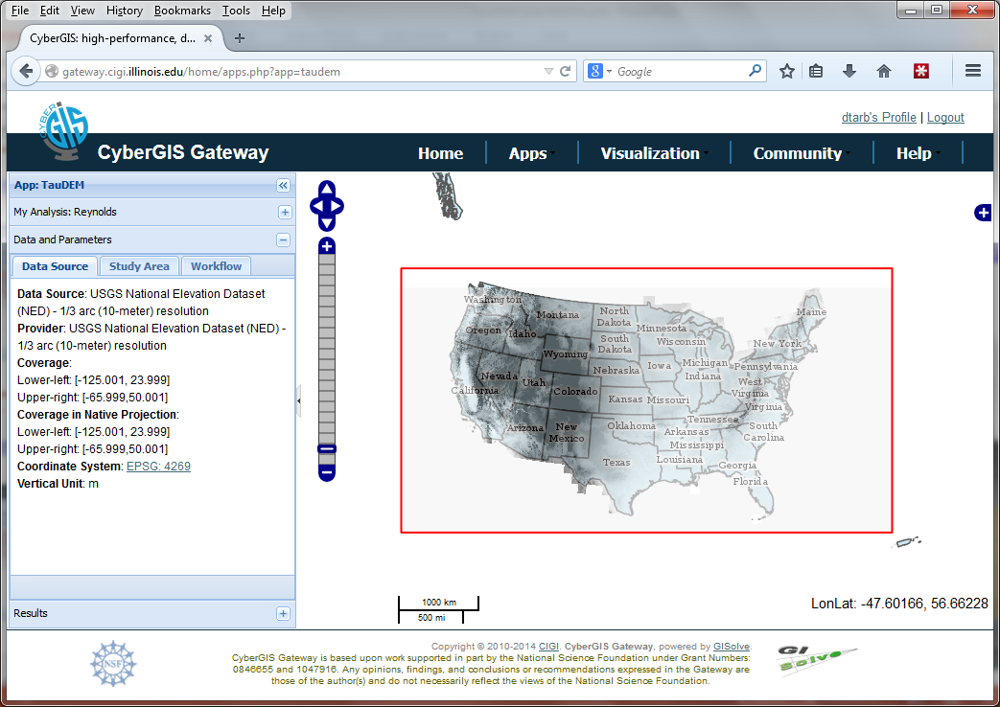 File Edit View History Bookmarks Tools Help
CyberGIS: high-performance, d...
gateway.cigi.illinois.edu/home/apps.php?app=taudem
8 Google
dtarb's Profile | Logout
CYBER GIS
CyberGIS Gateway
Home Apps Visualization Community Help
App: TauDEM
My Analysis: Reynolds
Data and Parameters
Data Source Study Area Workflow
Data Source: USGS National Elevation Dataset
(NED) - 1/3 arc (10-meter) resolution
Provider: USGS National Elevation Dataset (NED) -
1/3 arc (10-meter) resolution
Coverage:
Lower-left: [-125.001, 23.999]
Upper-right: [-65.999,50.001]
Coverage in Native Projection:
Lower-left: [-125.001, 23.999]
Upper-right: [-65.999,50.001]
Coordinate System: EPSG: 4269
Vertical Unit: m
Results
Washington
Montana
North
Dakota
Minnesota
Maine
Oregon
Idaho
South
Dakota
Wisconsin
New York
Wyoming
Michigan
Pennsylvania
Nebraska
Iowa
Nevada
Utah
Indiana
West
Virginia
California
Colorado
Kansas
Missouri
Virginia
Arizona
New
Mexico
Oklahoma
Tennessee
Arkansas
South
Carolina
Mississippi
Texas
Louisiana
Georgia
Florida
1000 km
500 mi
LonLat: -47.60166, 56.66228
NSF
Copyright © 2010-2014 CIGI. CyberGIS Gateway, powered by GISolve.
CyberGIS Gateway is based upon work supported in part by the National Science Foundation under Grant Numbers:
0846655 and 1047916. Any opinions, findings, and conclusions or recommendations expressed in the Gateway are
those of the author(s) and do not necessarily reflect the views of the National Science Foundation.
GI
Solve